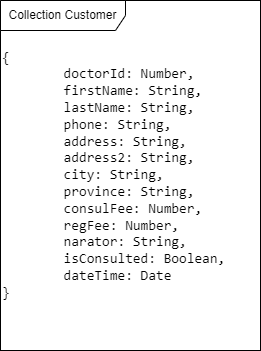 Collection Customer
{
doctorId: Number,
firstName: String,
lastName: String,
phone: String,
address: String,
address2: String,
city: String,
province: String,
consulFee: Number,
regFee: Number,
narator: String,
isConsulted: Boolean,
dateTime: Date
}